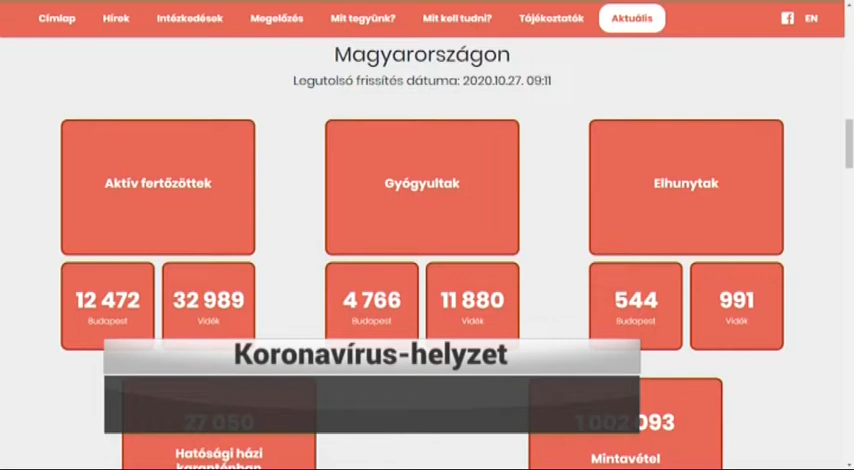 Címlap Hírek Intézkedések Megelőzés Mit tegyünk? Mit kell tudni? Tájékoztatók Aktuális EN
Magyarországon
Legutolsó frissítés dátuma: 2020.10.27. 09:11
Aktív fertőzöttek
Gyógyultak
Elhunytak
12 472 32 989 4 766 11 880 544 991
Budapest Vidék Budapest Vidék Budapest Vidék
Koronavírus-helyzet
27 050 1 002 093
Hatósági házi karanténban
Mintavétel